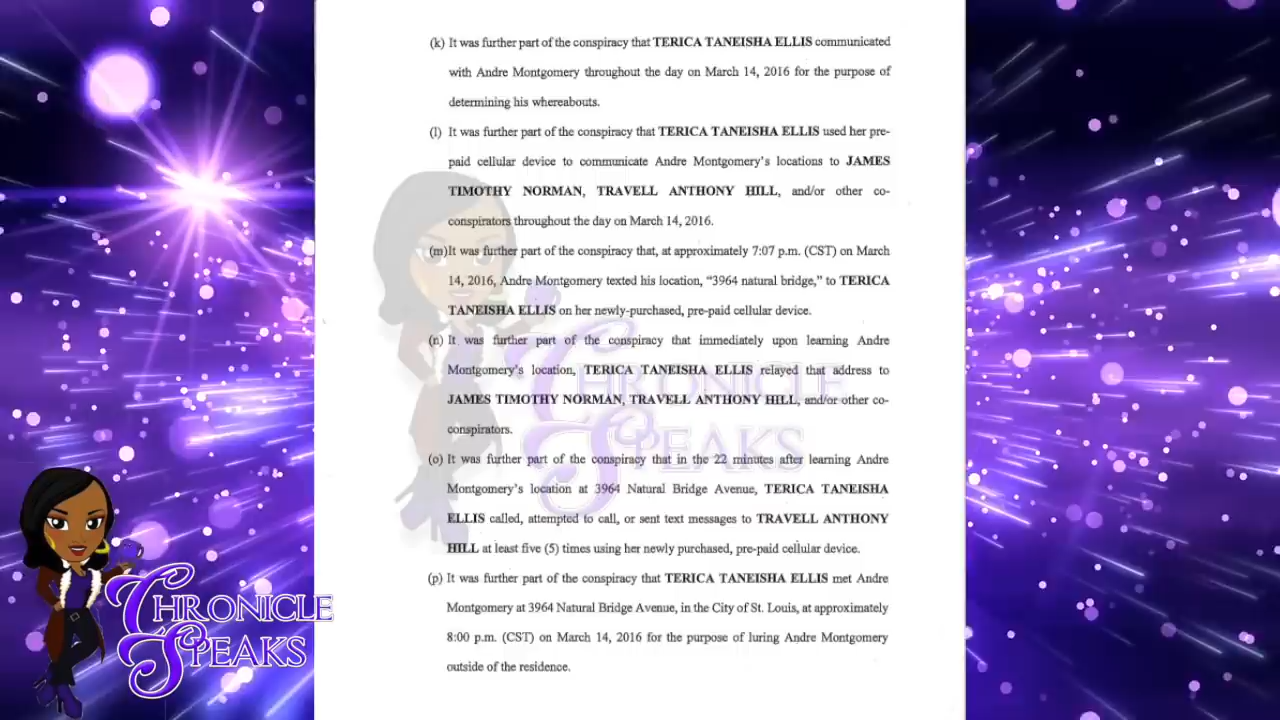 (k) It was further part of the conspiracy that TERICA TANEISHA ELLIS communicated
with Andre Montgomery throughout the day on March 14, 2016 for the purpose of
determining his whereabouts.
(l) It was further part of the conspiracy that TERICA TANEISHA ELLIS used her pre-
paid cellular device to communicate Andre Montgomery's locations to JAMES
TIMOTHY NORMAN, TRAVELL ANTHONY HILL, and/or other co-
conspirators throughout the day on March 14, 2016.
(m)It was further part of the conspiracy that, at approximately 7:07 p.m. (CST) on March
14, 2016, Andre Montgomery texted his location, "3964 natural bridge," to TERICA
TANEISHA ELLIS on her newly-purchased, pre-paid cellular device.
(n) It was further part of the conspiracy that immediately upon learning Andre
Montgomery's location, TERICA TANEISHA ELLIS relayed that address to
JAMES TIMOTHY NORMAN, TRAVELL ANTHONY HILL, and/or other co-
conspirators.
(o) It was further part of the conspiracy that in the 22 minutes after learning Andre
Montgomery's location at 3964 Natural Bridge Avenue, TERICA TANEISHA
ELLIS called, attempted to call, or sent text messages to TRAVELL ANTHONY
HILL at least five (5) times using her newly purchased, pre-paid cellular device.
(p) It was further part of the conspiracy that TERICA TANEISHA ELLIS met Andre
Montgomery at 3964 Natural Bridge Avenue, in the City of St. Louis, at approximately
8:00 p.m. (CST) on March 14, 2016 for the purpose of luring Andre Montgomery
outside of the residence.
CHRONICLE
SPEAKS
CHRONICLE
SPEAKS